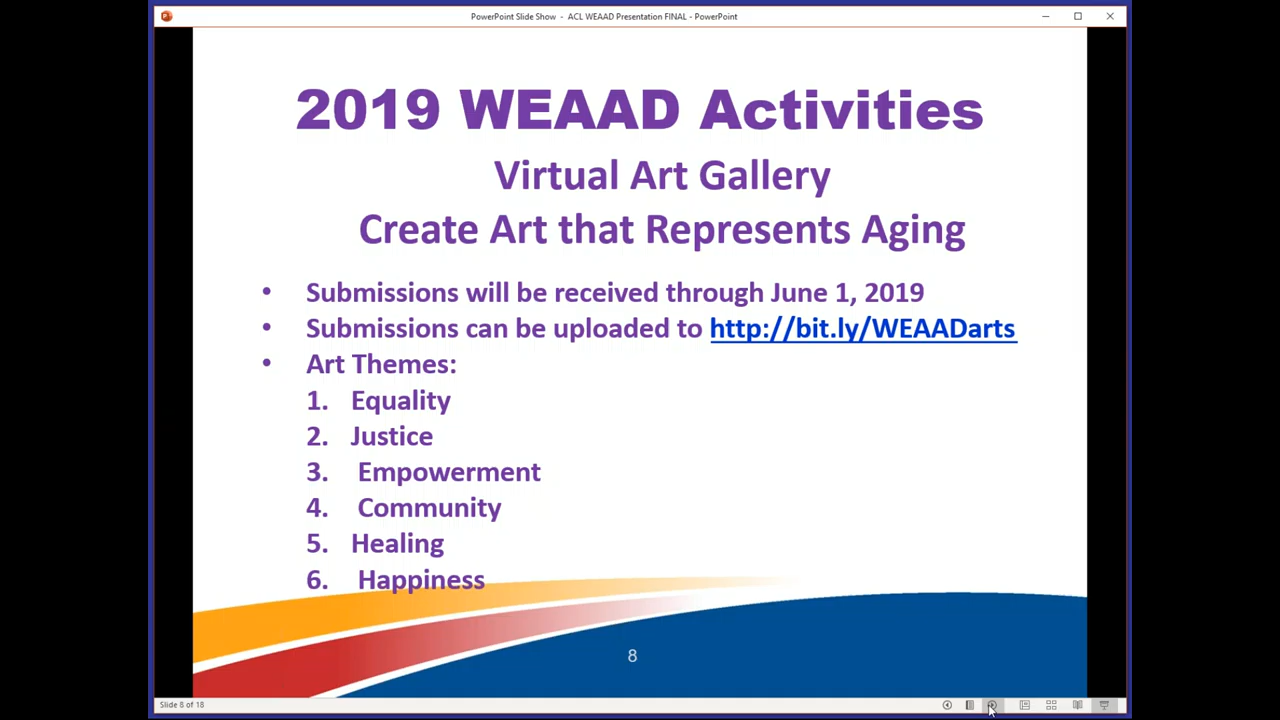 PowerPoint Slide Show - ACL WEAAD Presentation FINAL - PowerPoint
2019 WEAAD Activities
Virtual Art Gallery
Create Art that Represents Aging
• Submissions will be received through June 1, 2019
• Submissions can be uploaded to http://bit.ly/WEAADarts
• Art Themes:
1. Equality
2. Justice
3. Empowerment
4. Community
5. Healing
6. Happiness
8
Slide 8 of 18